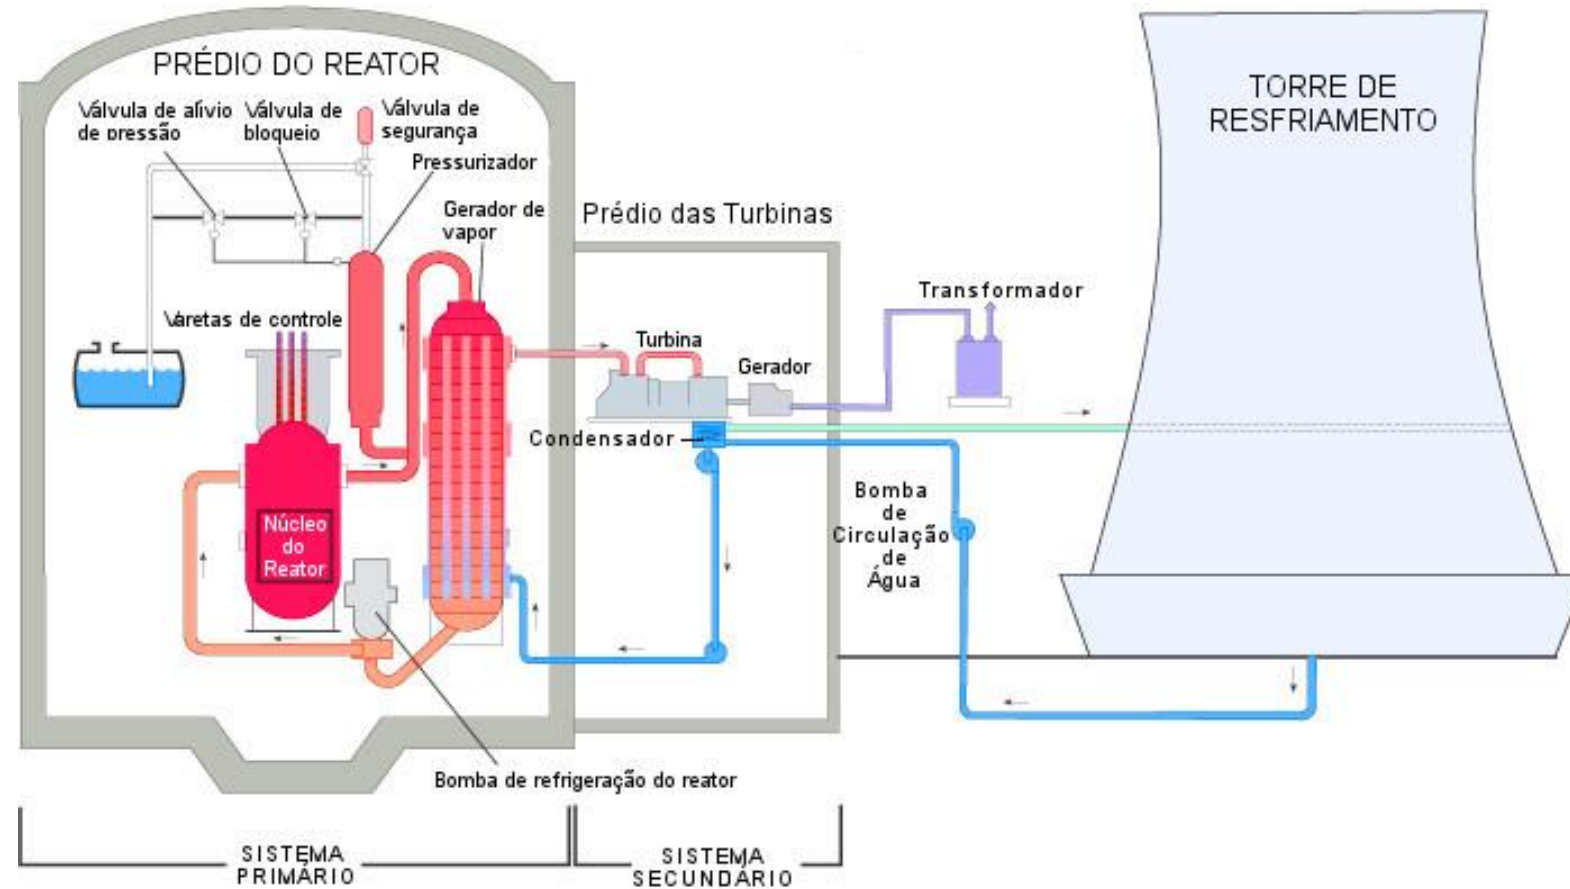 PRÉDIO DO REATOR
Válvula de alívio
de pressão
Válvula de
bloqueio
Válvula de
segurança
Pressurizador
Gerador de
vapor
Varetas de controle
Núcleo
do
Reator
Bomba de refrigeração do reator
Prédio das Turbinas
Turbina
Gerador
Condensador
Transformador
Bomba
de
Circulação
de
Água
TORRE DE
RESFRIAMENTO
SISTEMA
PRIMÁRIO
SISTEMA
SECUNDÁRIO